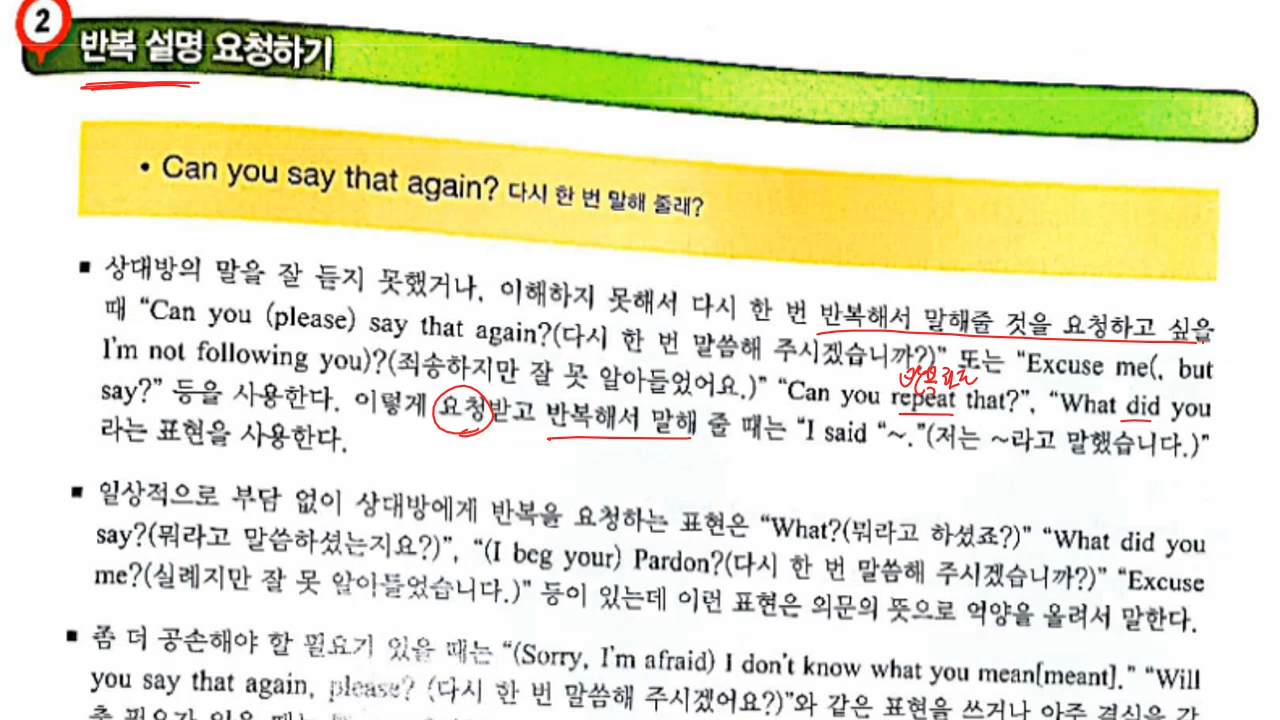 2
반복 설명 요청하기
• Can you say that again? 다시 한 번 말해 줄래?
■ 상대방의 말을 잘 듣지 못했거나, 이해하지 못해서 다시 한 번 반복해서 말해줄 것을 요청하고 싶을
때 “Can you (please) say that again?(다시 한 번 말씀해 주시겠습니까?)” 또는 “Excuse me(, but
I'm not following you)?(죄송하지만 잘 못 알아들었어요.)” “Can you repeat that?”, “What did you
say?” 등을 사용한다. 이렇게 요청받고 반복해서 말해 줄 때는 “I said “~.”(저는 ~라고 말했습니다.)”
라는 표현을 사용한다.
■ 일상적으로 부담 없이 상대방에게 반복을 요청하는 표현은 “What?(뭐라고 하셨죠?)” “What did you
say?(뭐라고 말씀하셨는지요?)”, “(I beg your) Pardon?(다시 한 번 말씀해 주시겠습니까?)” “Excuse
me?(실례지만 잘 못 알아들었습니다.)” 등이 있는데 이런 표현은 의문의 뜻으로 억양을 올려서 말한다.
■ 좀 더 공손해야 할 필요가 있을 때는 “(Sorry, I'm afraid) I don't know what you mean[meant].” “Will
you say that again, please? (다시 한 번 말씀해 주시겠어요?)”와 같은 표현을 쓰거나 아주 격식을 갖